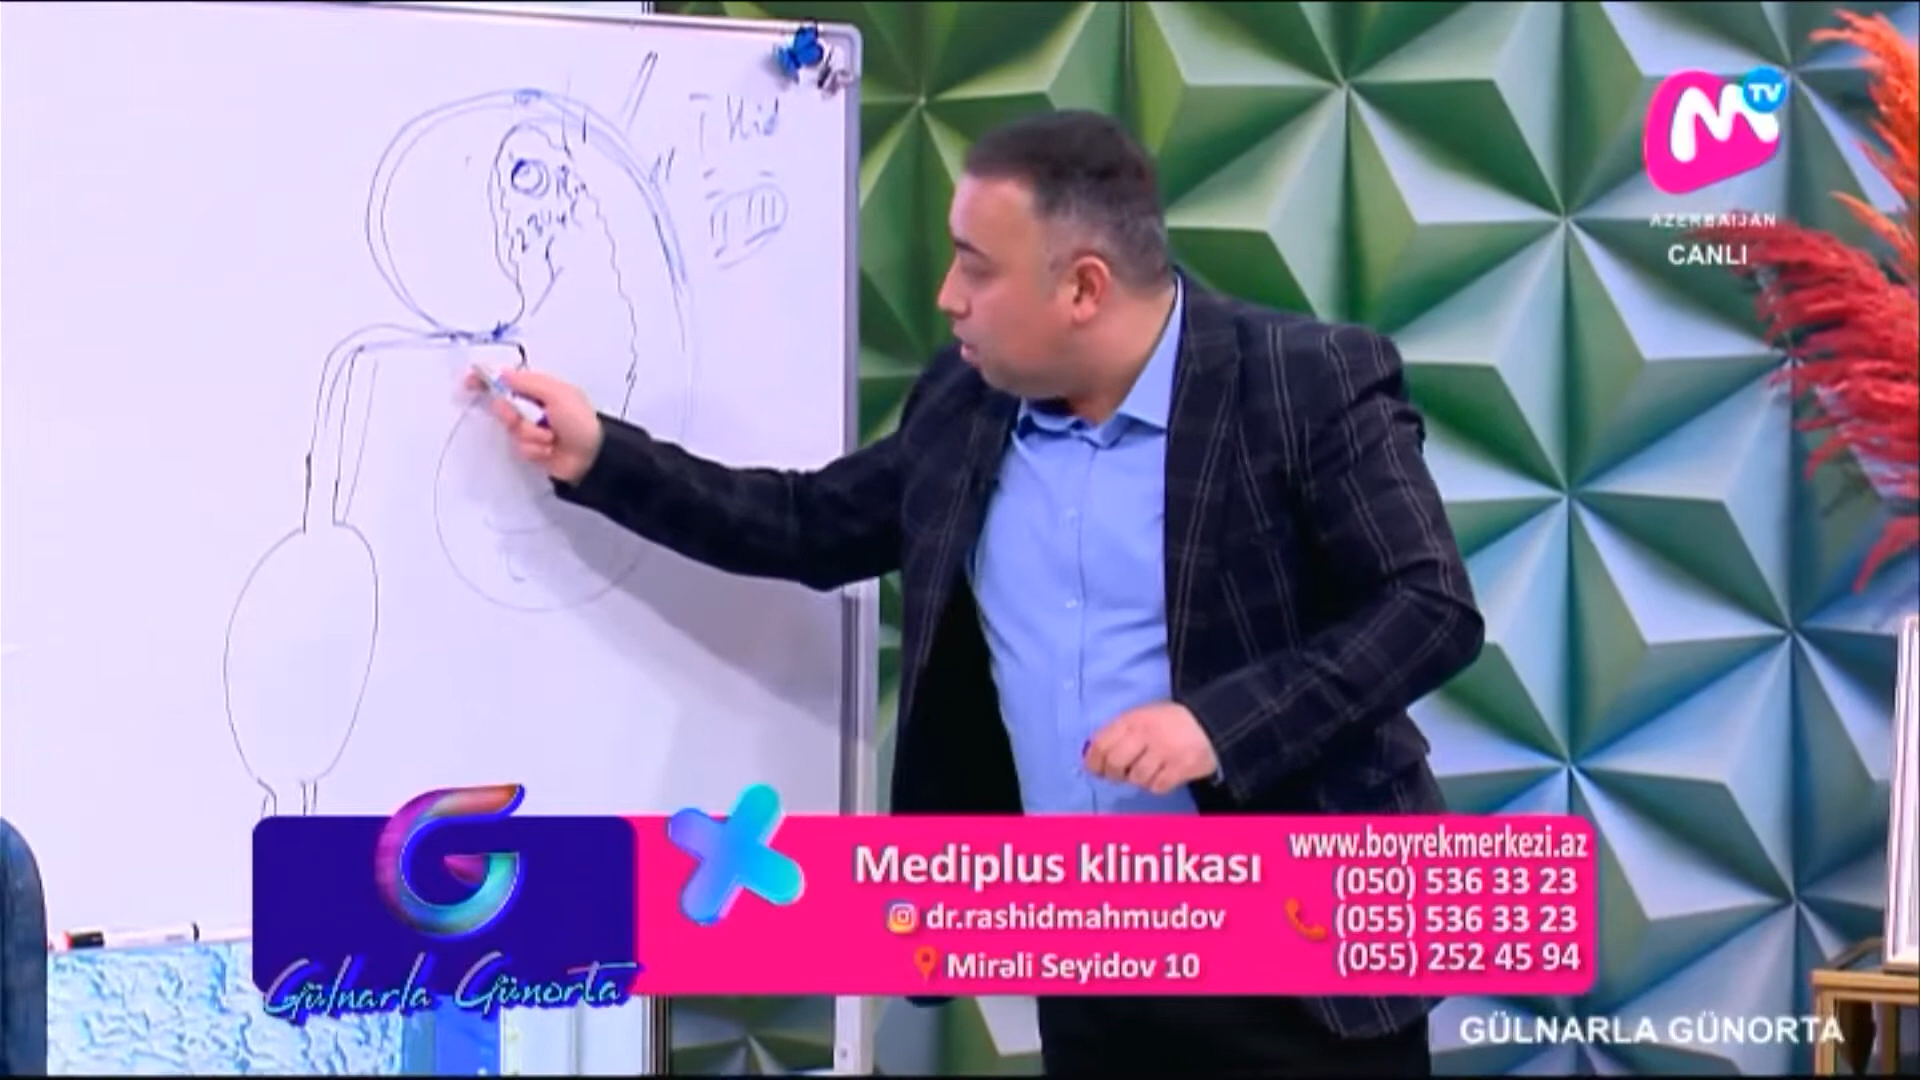 M TV
AZERBAIJAN
CANLI
T Hid
Mediplus klinikası
dr.rashidmahmudov
Mirəli Seyidov 10
www.boyrekmerkezi.az
(050) 536 33 23
(055) 536 33 23
(055) 252 45 94
G
Gülnarla Günorta
GÜLNARLA GÜNORTA